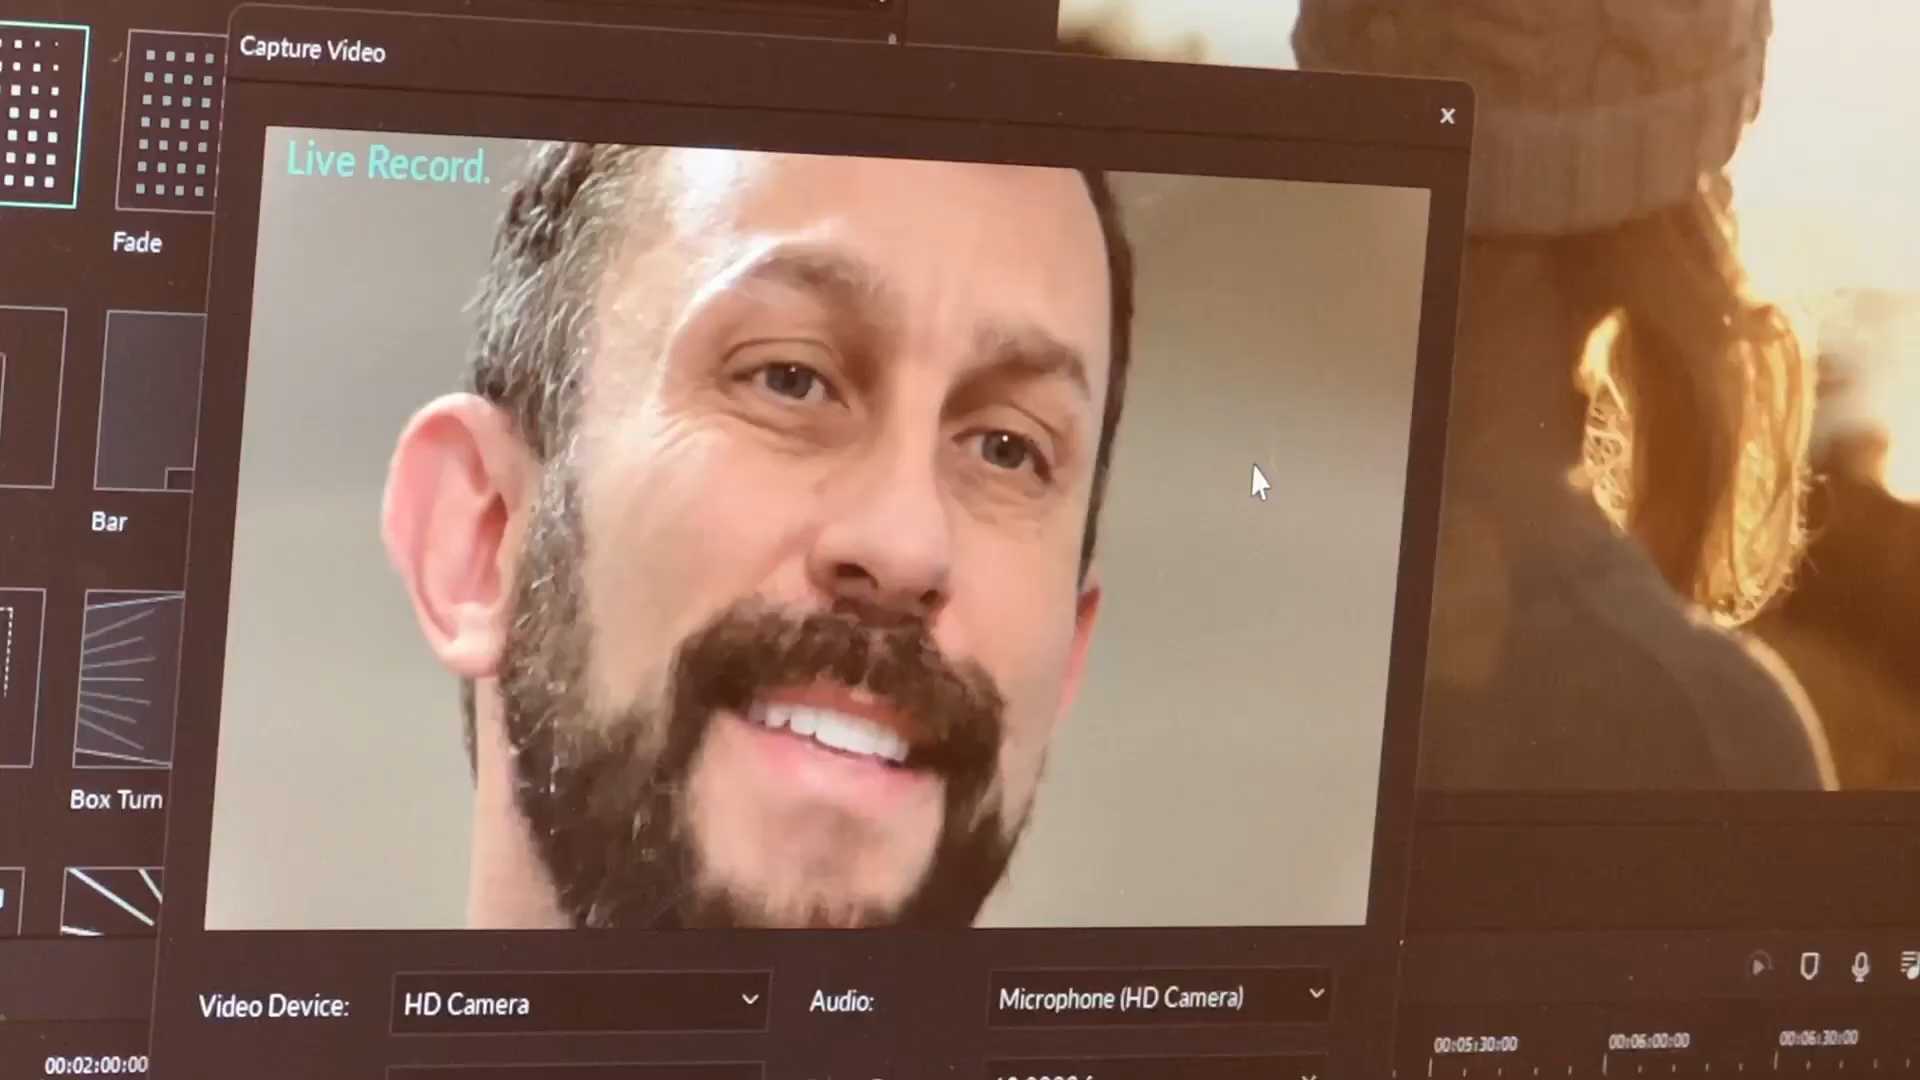 Capture Video
Live Record.
Fade
Bar
Box Turn
Video Device:
HD Camera
Audio:
Microphone (HD Camera)
00:02:00:00
00:05:30:00
00:06:00:00
00:06:30:00